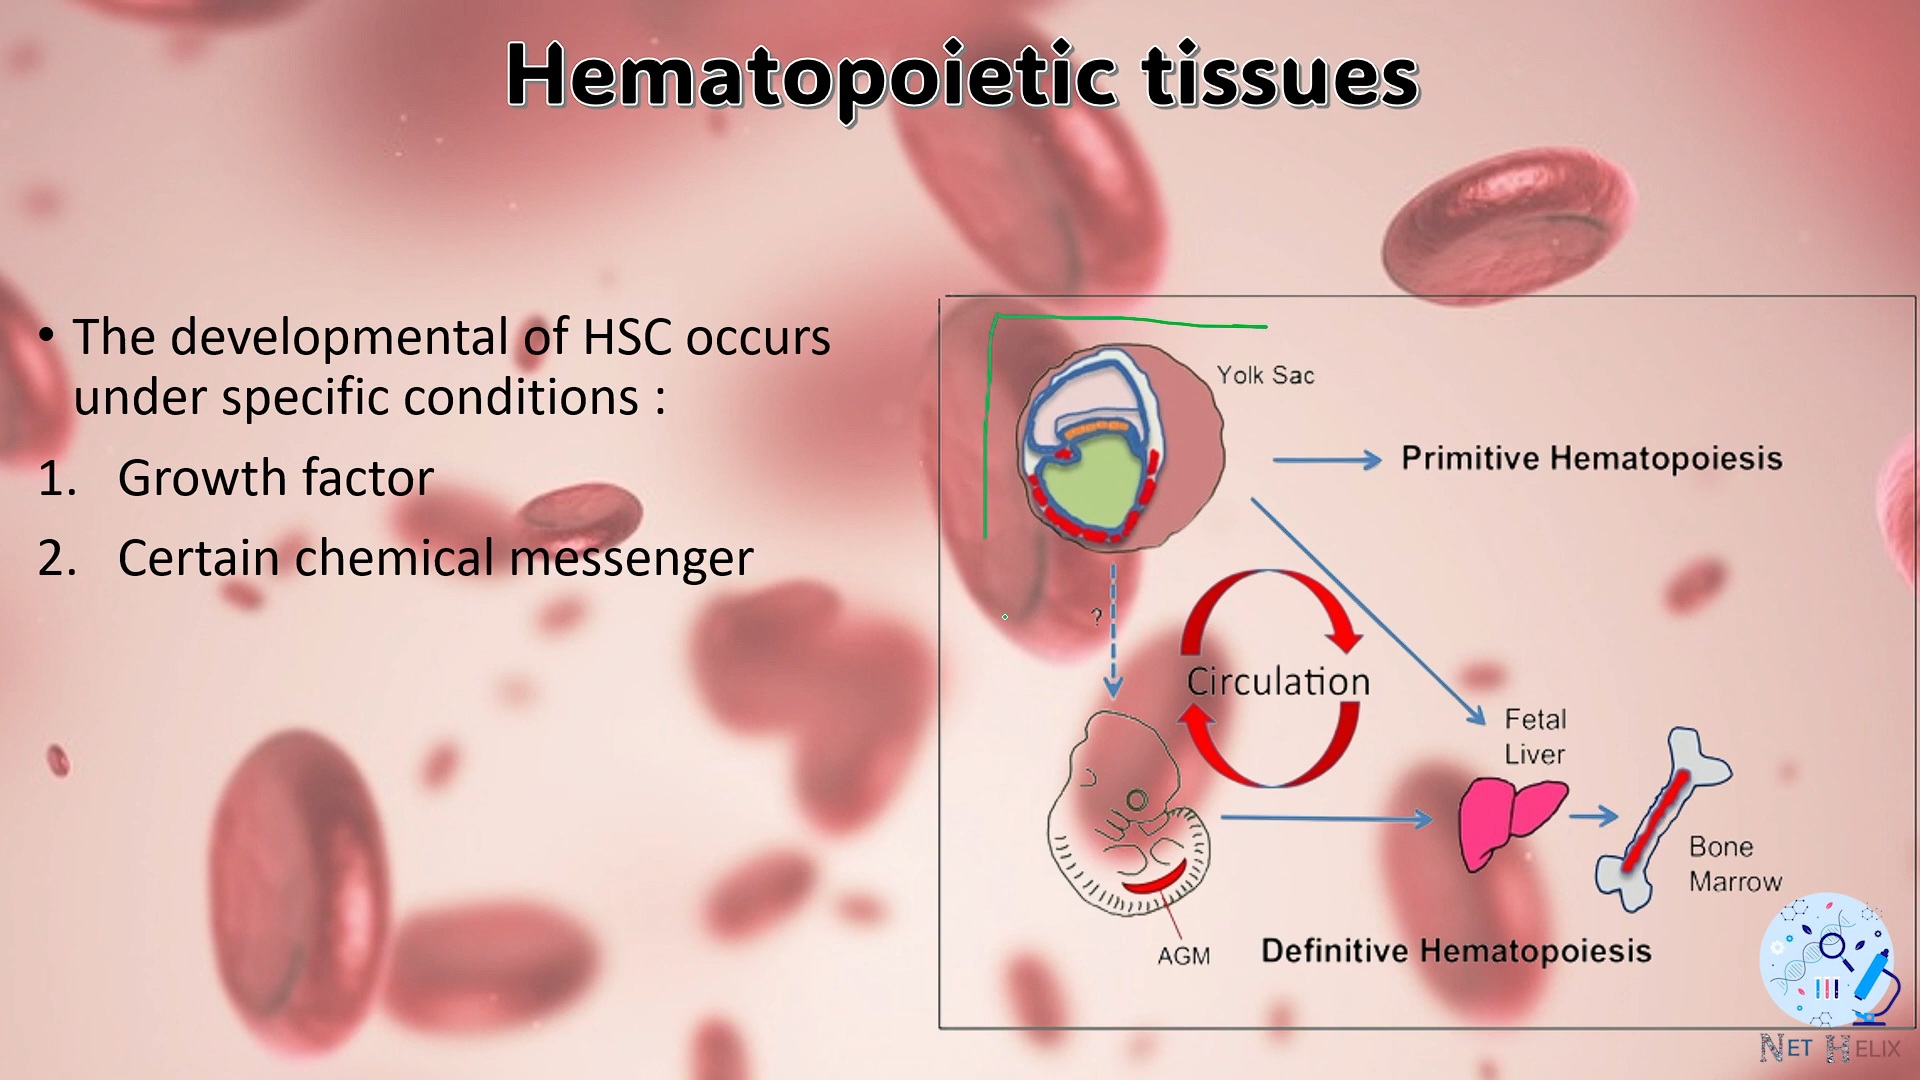 Hematopoietic tissues
• The developmental of HSC occurs
under specific conditions :
1. Growth factor
2. Certain chemical messenger
Yolk Sac
Primitive Hematopoiesis
?
Circulation
Fetal
Liver
Bone
Marrow
AGM
Definitive Hematopoiesis
NET HELIX